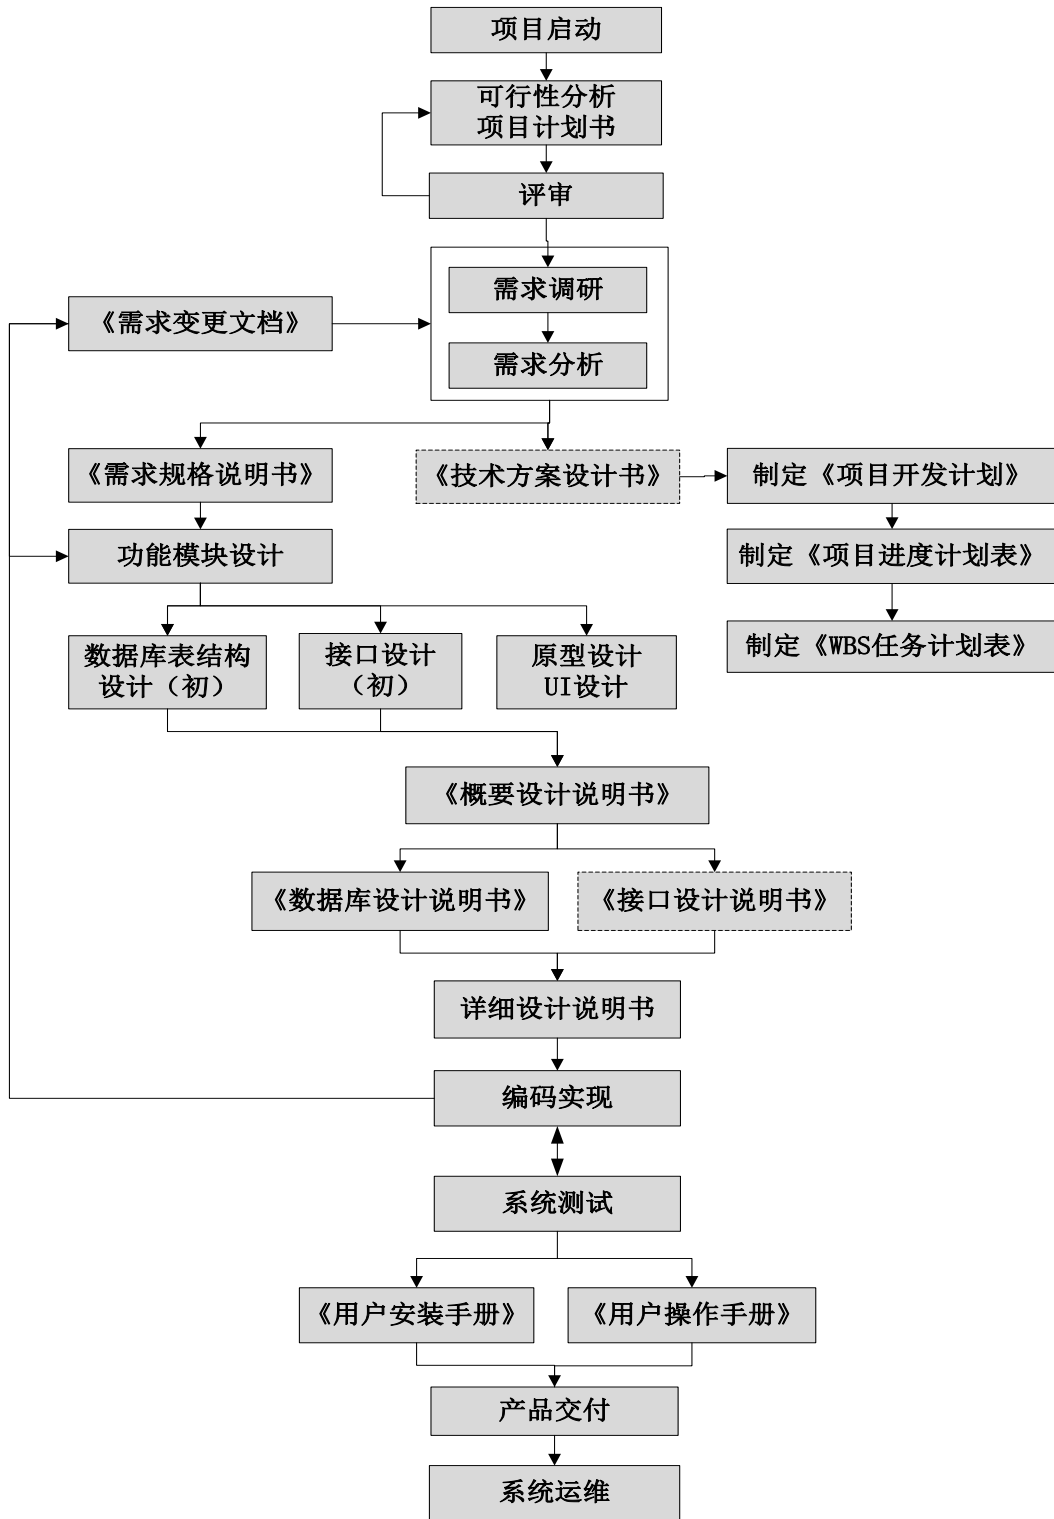 项目启动
可行性分析
项目计划书
评审
需求调研
《需求变更文档》
需求分析
《需求规格说明书》
《技术方案设计书》
制定《项目开发计划》
功能模块设计
制定《项目进度计划表》
数据库表结构
设计（初）
接口设计
（初）
原型设计
UI设计
制定《WBS任务计划表》
《概要设计说明书》
《数据库设计说明书》
《接口设计说明书》
详细设计说明书
编码实现
系统测试
《用户安装手册》
《用户操作手册》
产品交付
系统运维